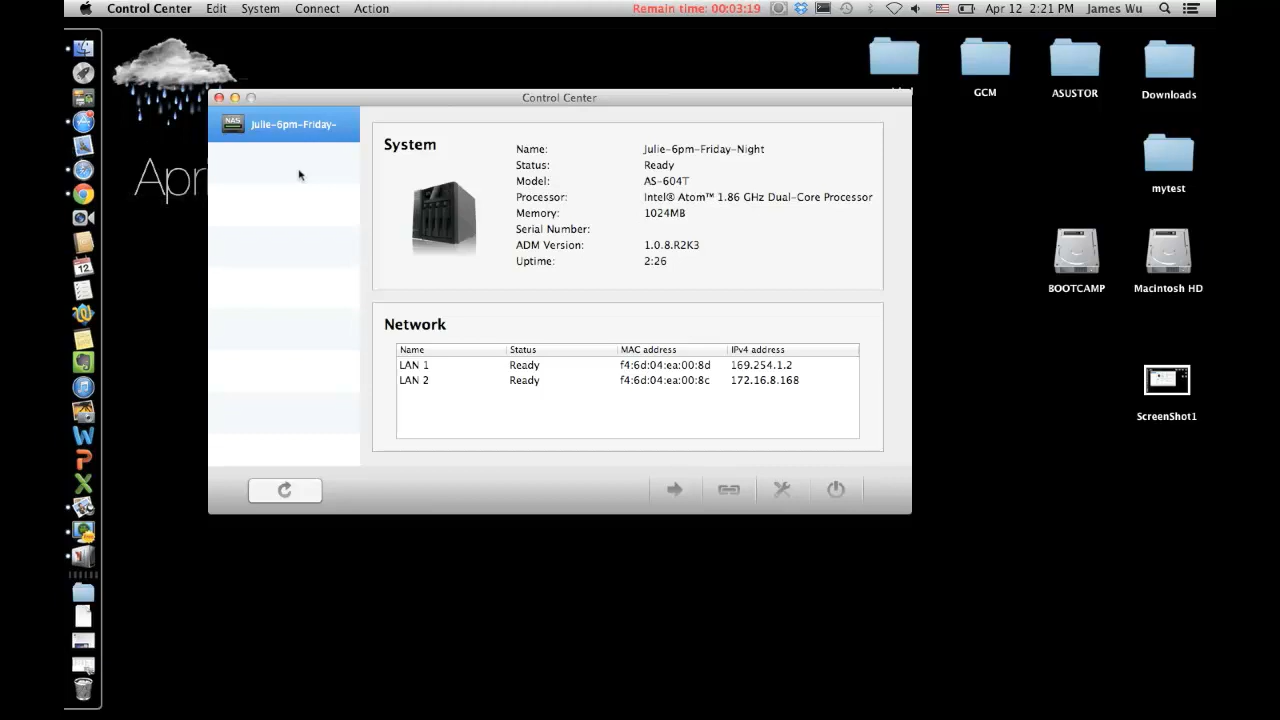 Control Center Edit System Connect Action Remain time: 00:03:19 Apr 12 2:21 PM James Wu
GCM
ASUSTOR
Downloads
Control Center
NAS Julie-6pm-Friday-
System
Name: Julie-6pm-Friday-Night
Status: Ready
Model: AS-604T
Processor: Intel® Atom™ 1.86 GHz Dual-Core Processor
Memory: 1024MB
Serial Number:
ADM Version: 1.0.8.R2K3
Uptime: 2:26
Apri
mytest
BOOTCAMP
Macintosh HD
12
Network
Name Status MAC address IPv4 address
LAN 1 Ready f4:6d:04:ea:00:8d 169.254.1.2
LAN 2 Ready f4:6d:04:ea:00:8c 172.16.8.168
ScreenShot1